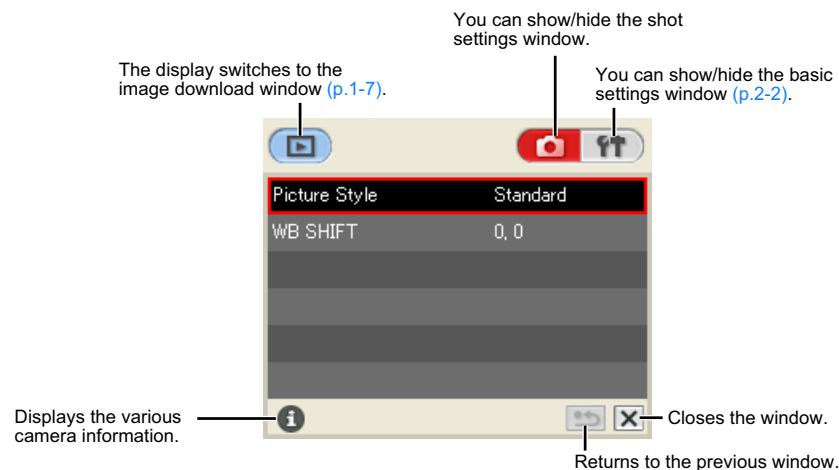 You can show/hide the shot
settings window.
The display switches to the
image download window (p.1-7).
You can show/hide the basic
settings window (p.2-2).
Picture Style Standard
WB SHIFT 0, 0
Displays the various
camera information.
Closes the window.
Returns to the previous window.